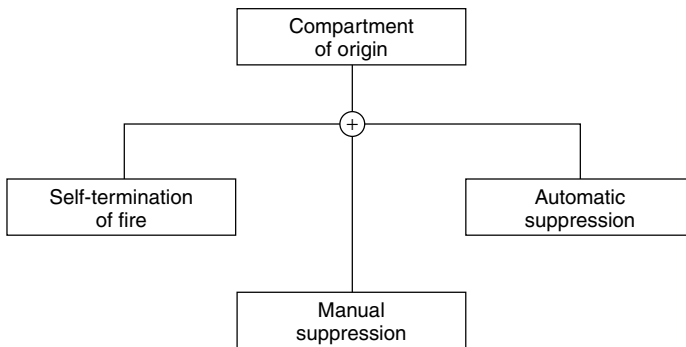 Compartment
of origin
+
Self-termination
of fire
Automatic
suppression
Manual
suppression